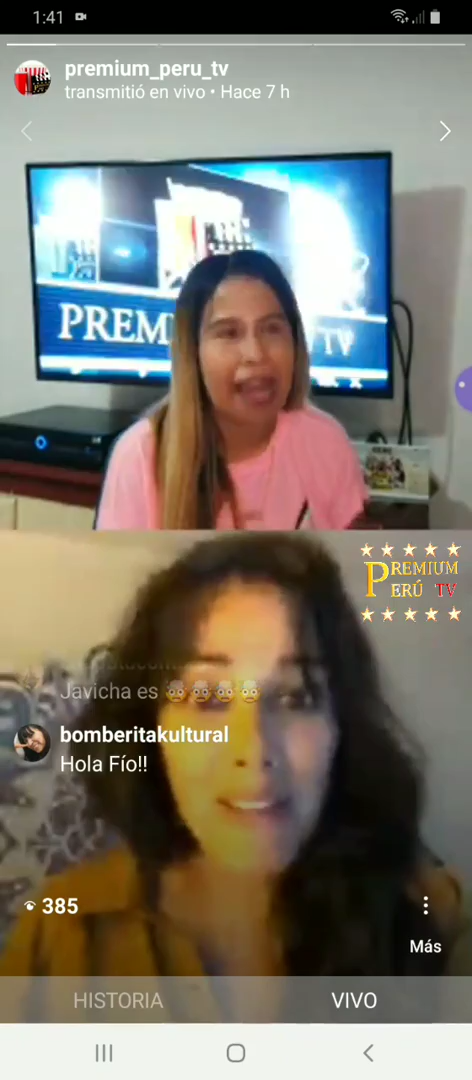 1:41
premium_peru_tv
transmitió en vivo • Hace 7 h
PREM
TV
PREMIUM
PERÚ TV
Javicha es 🤯🤯🤯🤯
bomberitakultural
Hola Fío!!
385
Más
HISTORIA
VIVO